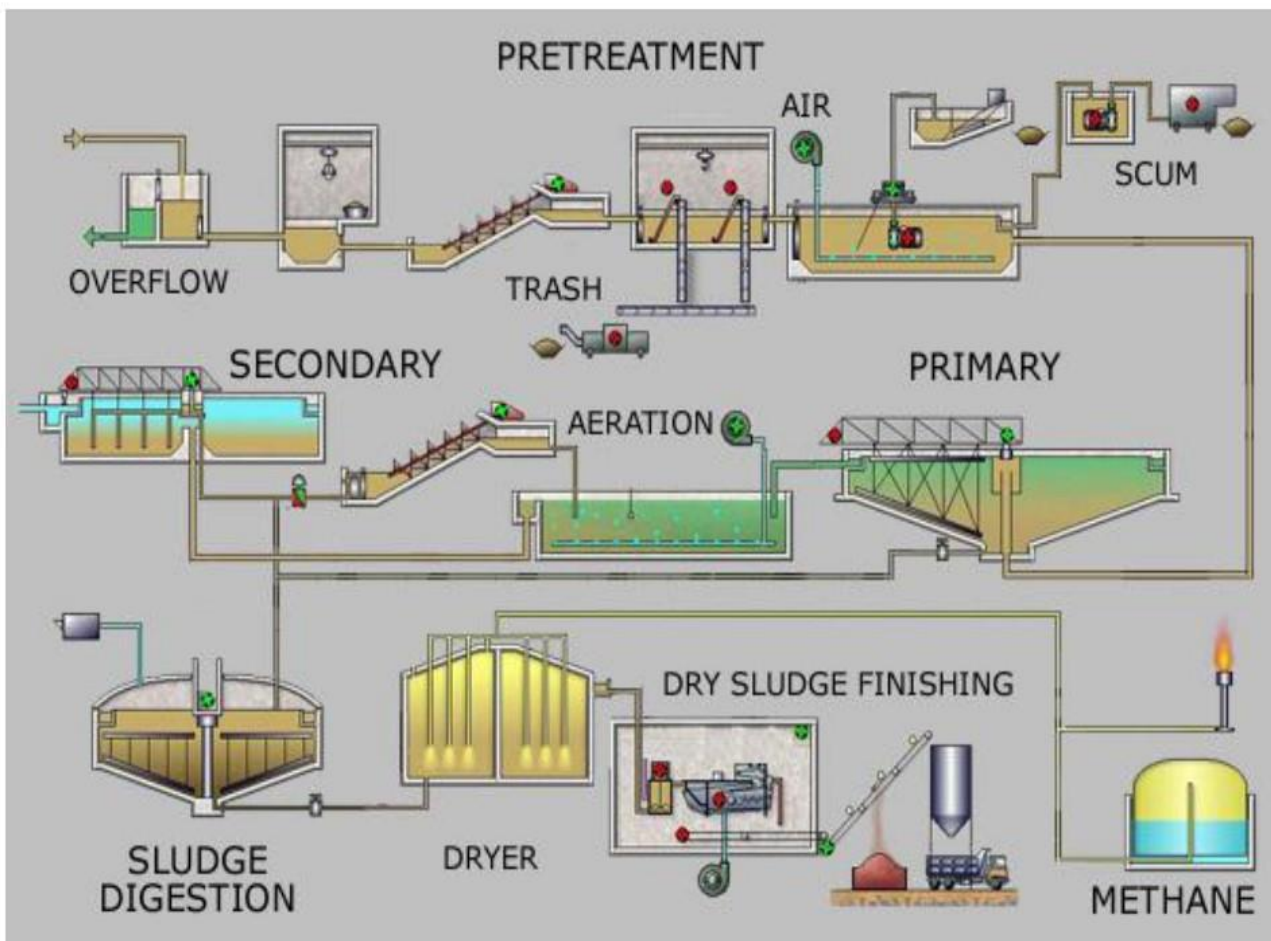 PRETREATMENT
AIR
SCUM
OVERFLOW
TRASH
SECONDARY
PRIMARY
AERATION
DRY SLUDGE FINISHING
SLUDGE
DIGESTION
DRYER
METHANE